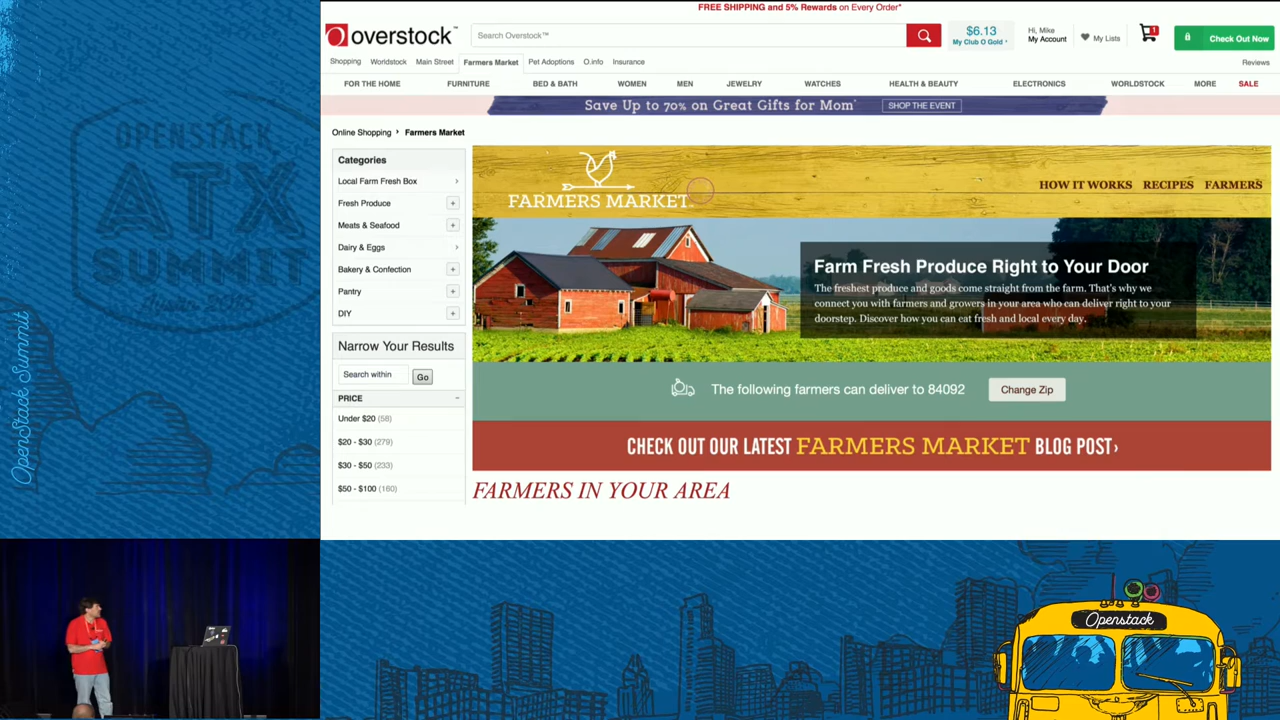 FREE SHIPPING and 5% Rewards on Every Order*
overstock™
Search Overstock™
$6.13
My Club O Gold
Hi, Mike
My Account
My Lists
1
Check Out Now
Shopping Worldstock Main Street Farmers Market Pet Adoptions O.info Insurance
Reviews
FOR THE HOME FURNITURE BED & BATH WOMEN MEN JEWELRY WATCHES HEALTH & BEAUTY ELECTRONICS WORLDSTOCK MORE SALE
Save Up to 70% on Great Gifts for Mom*
SHOP THE EVENT
Online Shopping › Farmers Market
Categories
Local Farm Fresh Box
Fresh Produce
Meats & Seafood
Dairy & Eggs
Bakery & Confection
Pantry
DIY
Narrow Your Results
Search within
Go
PRICE
Under $20 (58)
$20 - $30 (279)
$30 - $50 (233)
$50 - $100 (160)
FARMERS MARKET
HOW IT WORKS RECIPES FARMERS
Farm Fresh Produce Right to Your Door
The freshest produce and goods come straight from the farm. That's why we
connect you with farmers and growers in your area who can deliver right to your
doorstep. Discover how you can eat fresh and local every day.
The following farmers can deliver to 84092
Change Zip
CHECK OUT OUR LATEST FARMERS MARKET BLOG POST ›
FARMERS IN YOUR AREA
OPENSTACK
ATX
OpenStack Summit
Openstack